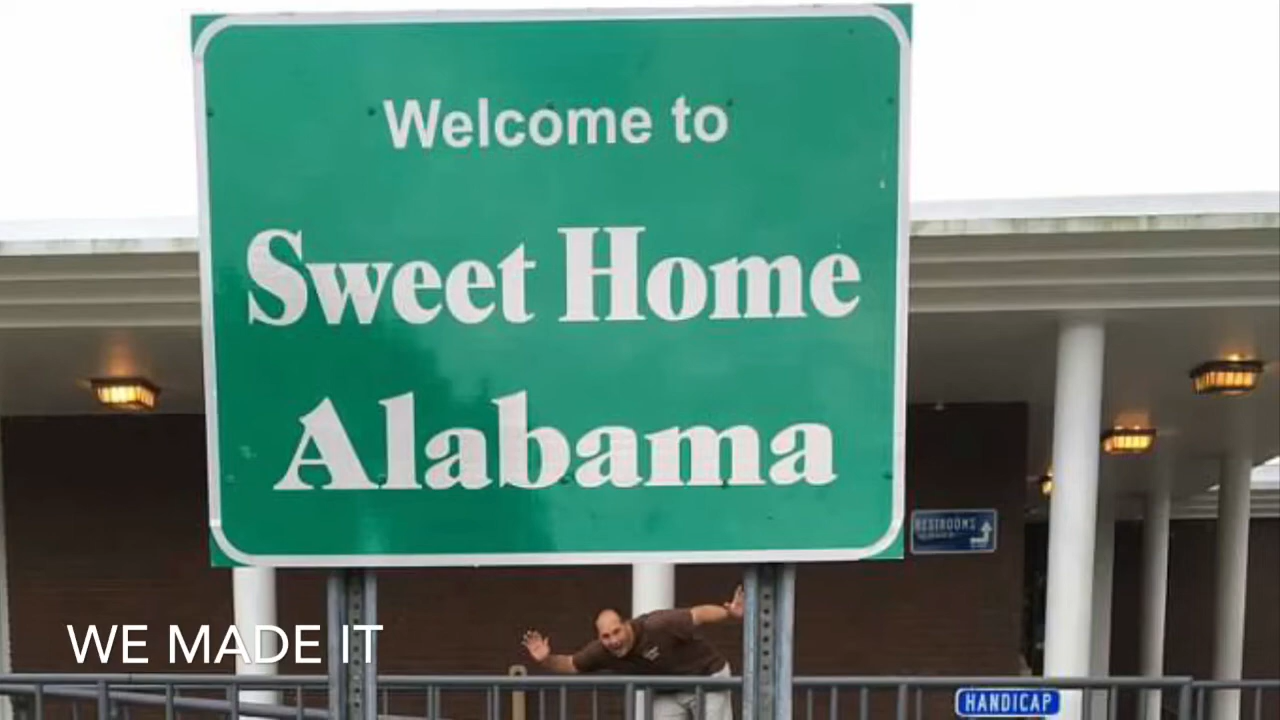 Welcome to
Sweet Home
Alabama
RESTROOMS
WE MADE IT
HANDICAP